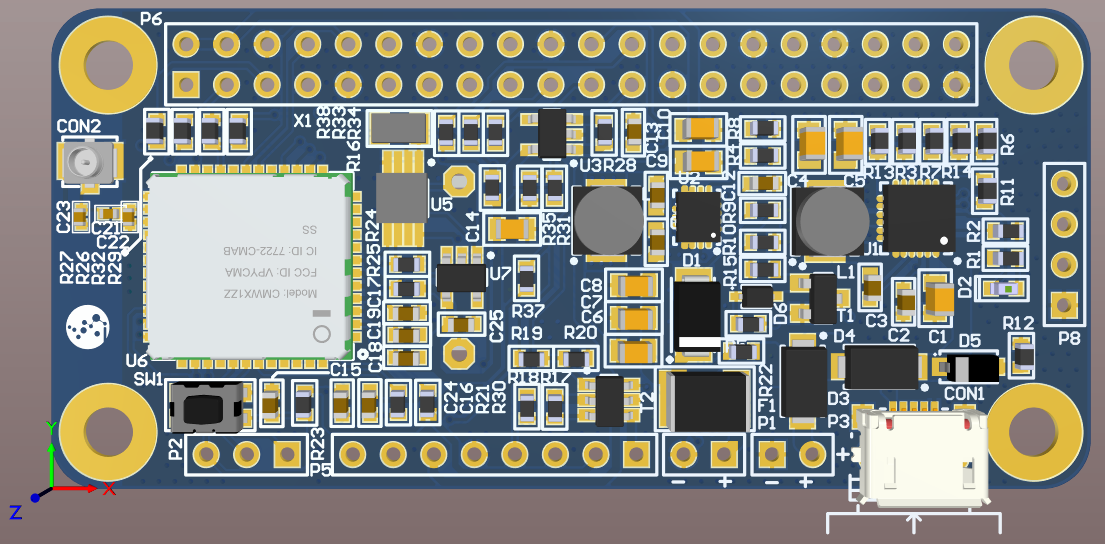 P6
CON2
X1
R38
R33
R34
R16
U3
R28
C13
C10
C9
R8
R4
C4
C5
R13
R3
R7
R14
R6
R11
C23
C21
C22
R27
R26
R32
R29
SS
IC ID: 7722-CMAB
FCC ID: VPYCMA
Model: CMWX1ZZ
R24
U5
C14
R35
R31
U2
C12
R9
R10
R15
D1
R25
C17
C19
C18
U7
R37
C25
C8
C7
C6
D6
L1
T1
R2
R1
D2
C3
C2
C1
P8
U6
SW1
C15
R19
R20
R18
R17
D4
D5
R12
CON1
C24
C16
R21
R30
R22
F1
P1
D3
P3
P2
R23
P5
- +
- +
+
Y
X
Z